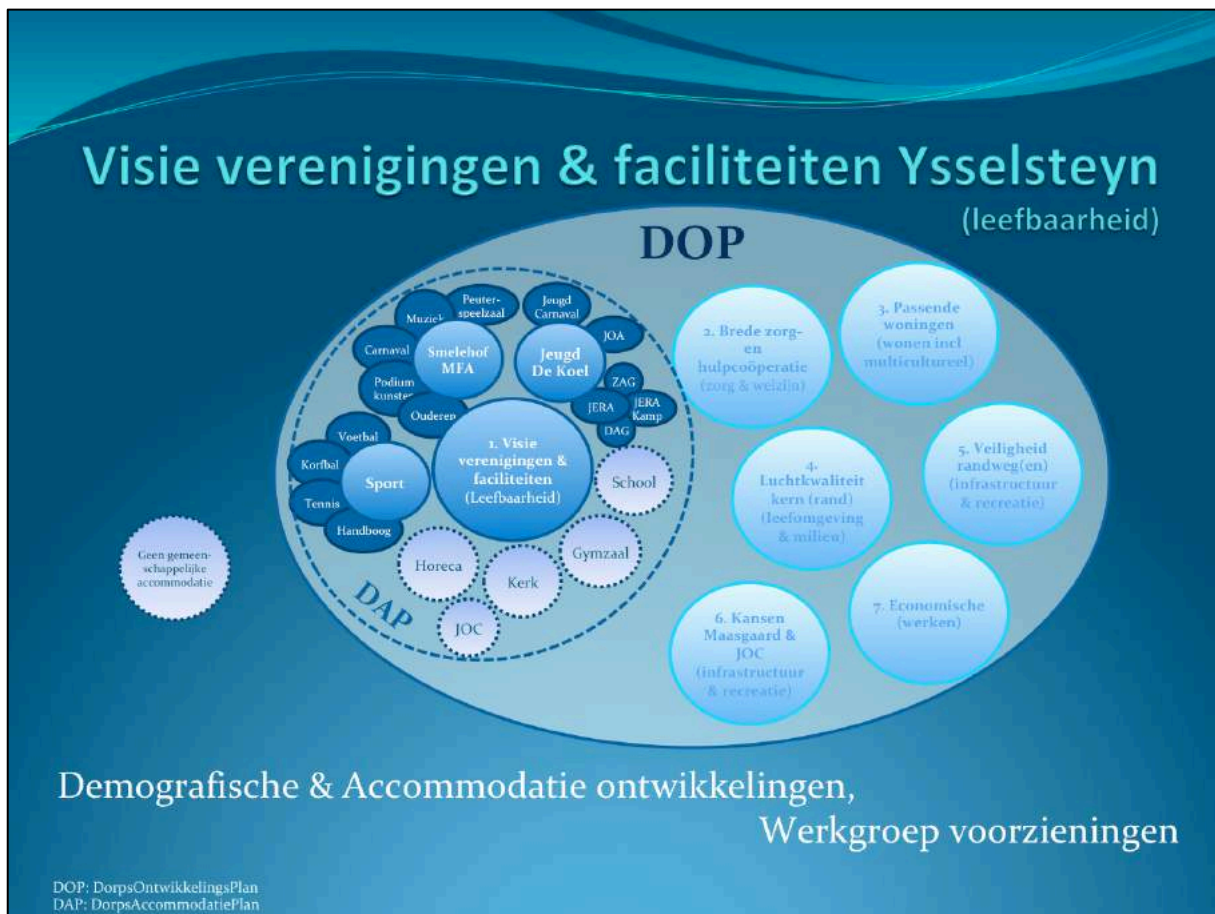 Visie verenigingen & faciliteiten Ysselsteyn
(leefbaarheid)
DOP
Peuter-
speelzaal
Muziek
Carnaval
Smelehof
MFA
Podium
kunsten
Ouderen
Jeugd
Carnaval
JOA
Jeugd
De Koel
ZAG
JERA
JERA
Kamp
DAG
Voetbal
Korfbal
Sport
Tennis
Handboog
1. Visie
verenigingen &
faciliteiten
(Leefbaarheid)
School
Gymzaal
Kerk
Horeca
JOC
DAP
Geen gemeen-
schappelijke
accommodatie
2. Brede zorg-
en
hulpcoöperatie
(zorg & welzijn)
3. Passende
woningen
(wonen incl
multicultureel)
4.
Luchtkwaliteit
kern (rand)
(leefomgeving
& milieu)
5. Veiligheid
randweg(en)
(infrastructuur
& recreatie)
6. Kansen
Maasgaard &
JOC
(infrastructuur
& recreatie)
7. Economische
(werken)
Demografische & Accommodatie ontwikkelingen,
Werkgroep voorzieningen
DOP: DorpsOntwikkelingsPlan
DAP: DorpsAccommodatiePlan